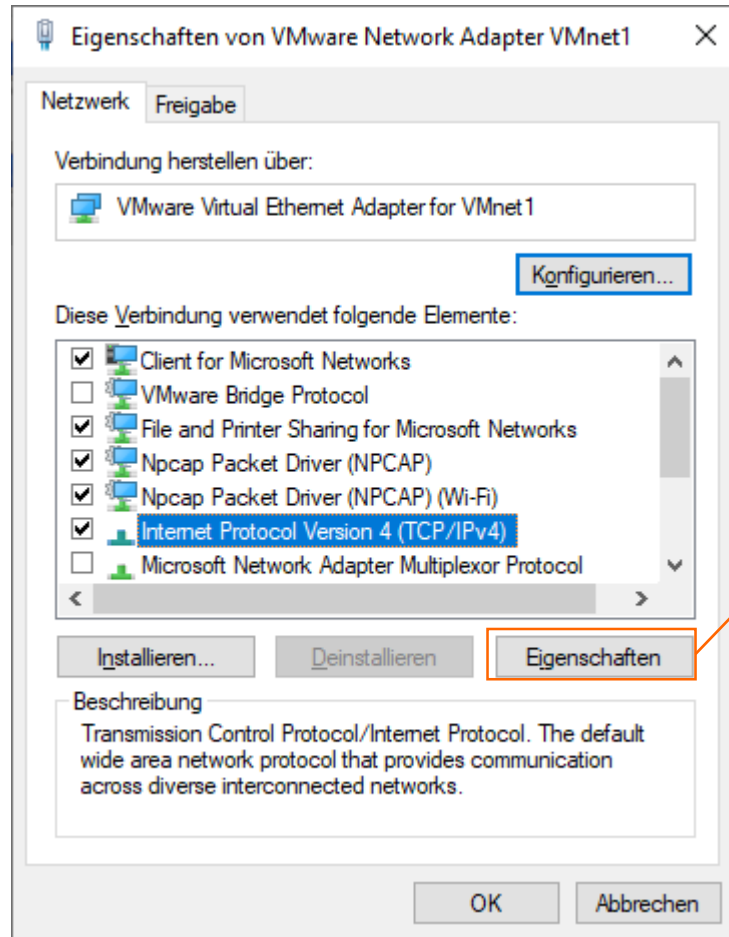 Eigenschaften von VMware Network Adapter VMnet1
Netzwerk
Freigabe
Verbindung herstellen über:
VMware Virtual Ethernet Adapter for VMnet1
Konfigurieren...
Diese Verbindung verwendet folgende Elemente:
Client for Microsoft Networks
VMware Bridge Protocol
File and Printer Sharing for Microsoft Networks
Npcap Packet Driver (NPCAP)
Npcap Packet Driver (NPCAP) (Wi-Fi)
Internet Protocol Version 4 (TCP/IPv4)
Microsoft Network Adapter Multiplexor Protocol
Installieren...
Deinstallieren
Eigenschaften
Beschreibung
Transmission Control Protocol/Internet Protocol. The default
wide area network protocol that provides communication
across diverse interconnected networks.
OK
Abbrechen